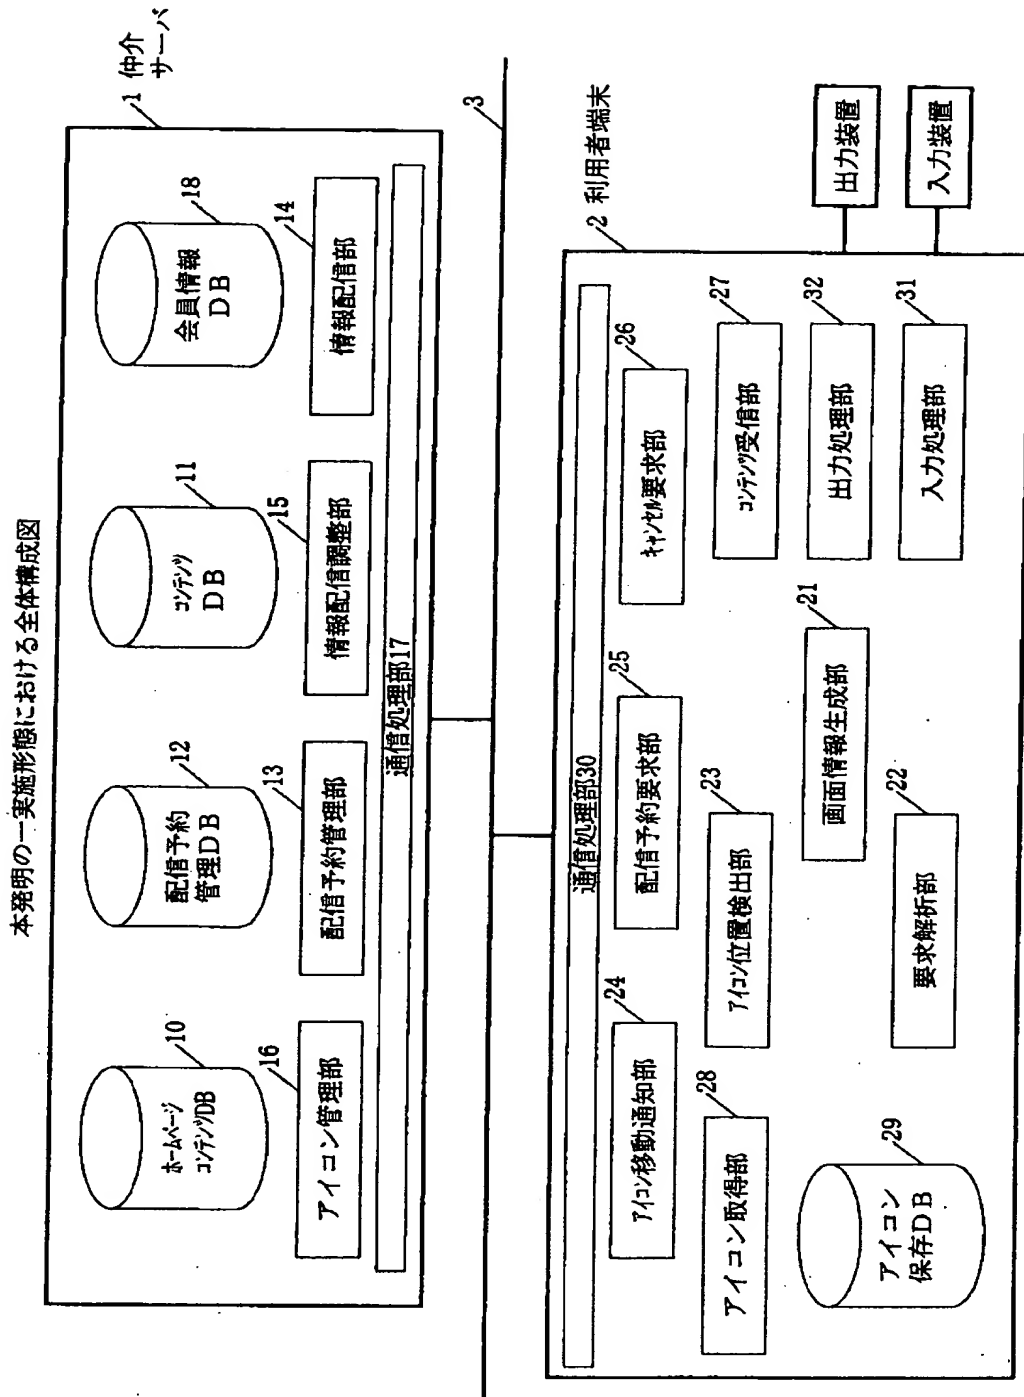 本発明の一実施形態における全体構成図
1 仲介
サーバ
10
ホームページ
コンテンツDB
12
配信予約
管理DB
11
コンテンツ
DB
18
会員情報
DB
16
アイコン管理部
13
配信予約管理部
15
情報配信調整部
14
情報配信部
通信処理部17
3
2 利用者端末
通信処理部30
24
アイコン移動通知部
25
配信予約要求部
26
キャンセル要求部
28
アイコン取得部
23
アイコン位置検出部
27
コンテンツ受信部
21
画面情報生成部
32
出力処理部
29
アイコン
保存DB
22
要求解析部
31
入力処理部
出力装置
入力装置